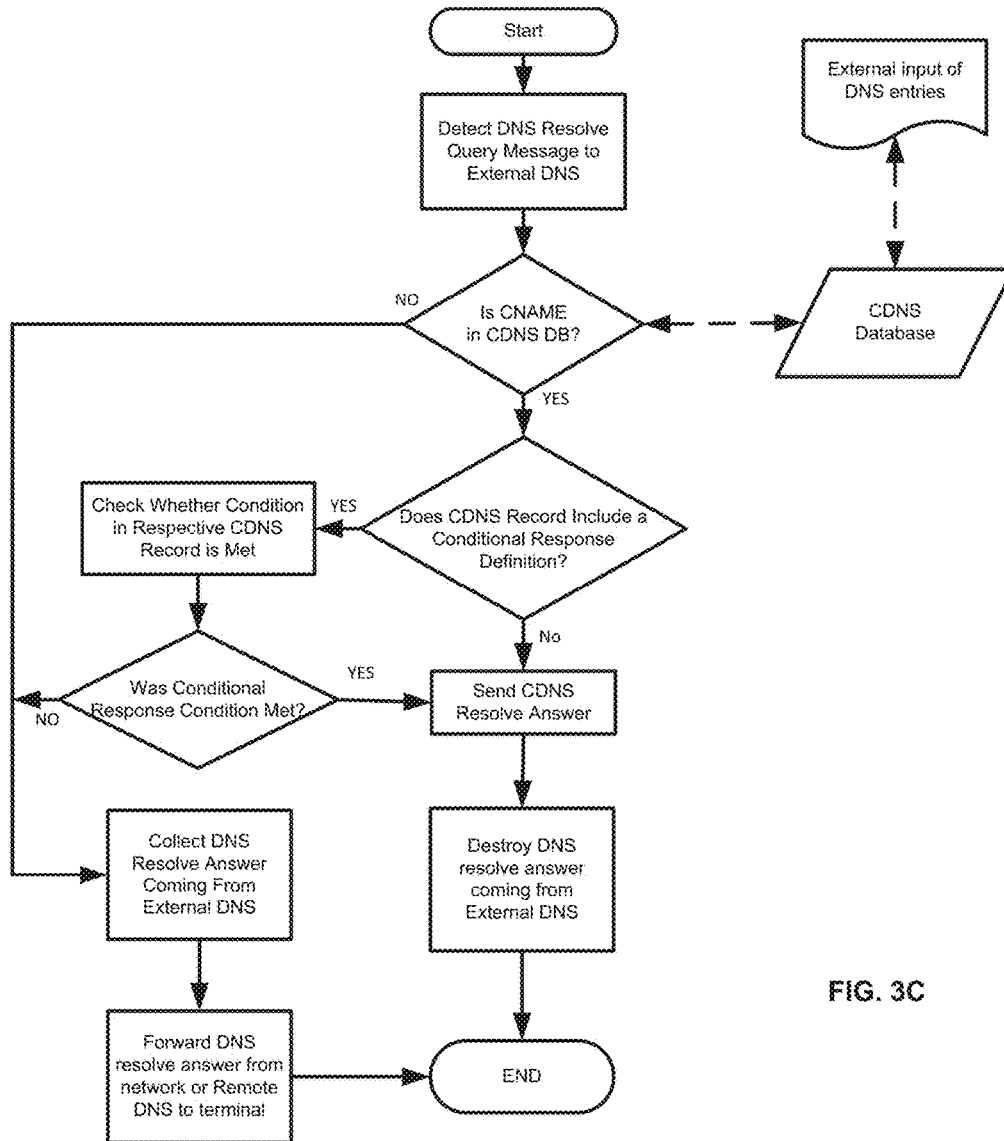 Start
External input of
DNS entries
Detect DNS Resolve
Query Message to
External DNS
NO
Is CNAME
in CDNS DB?
CDNS
Database
YES
Check Whether Condition
in Respective CDNS
Record is Met
YES
Does CDNS Record Include a
Conditional Response
Definition?
No
Was Conditional
Response Condition Met?
YES
NO
Send CDNS
Resolve Answer
Collect DNS
Resolve Answer
Coming From
External DNS
Destroy DNS
resolve answer
coming from
External DNS
FIG. 3C
Forward DNS
resolve answer from
network or Remote
DNS to terminal
END